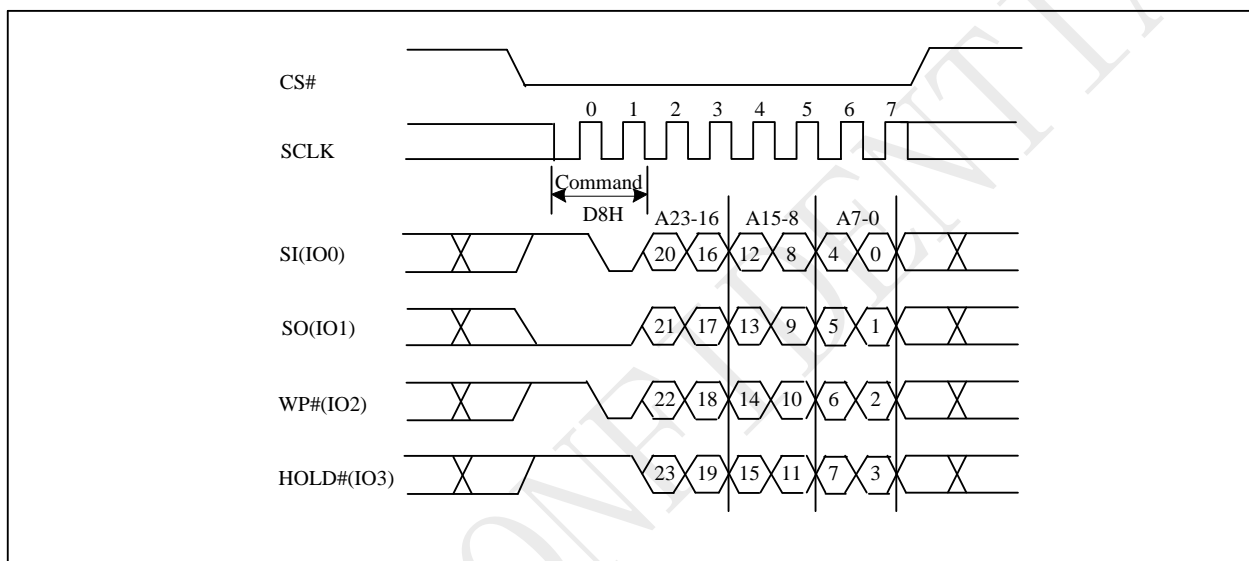 CS#
0 1 2 3 4 5 6 7
SCLK
Command
D8H
A23-16 A15-8 A7-0
SI(IO0) 20 16 12 8 4 0
SO(IO1) 21 17 13 9 5 1
WP#(IO2) 22 18 14 10 6 2
HOLD#(IO3) 23 19 15 11 7 3